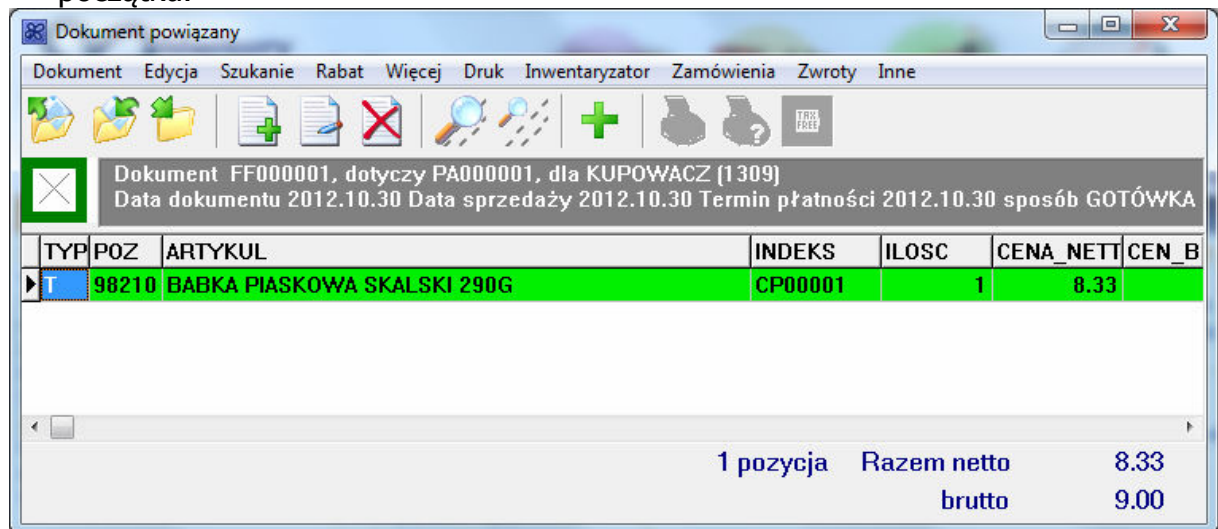 początku.
Dokument powiązany
Dokument Edycja Szukanie Rabat Więcej Druk Inwentaryzator Zamówienia Zwroty Inne
TAX FREE
Dokument FF000001, dotyczy PA000001, dla KUPOWACZ (1309)
Data dokumentu 2012.10.30 Data sprzedaży 2012.10.30 Termin płatności 2012.10.30 sposób GOTÓWKA
TYP POZ ARTYKUL INDEKS ILOSC CENA_NETT CEN_B
T 98210 BABKA PIASKOWA SKALSKI 290G CP00001 1 8.33
1 pozycja Razem netto 8.33
brutto 9.00